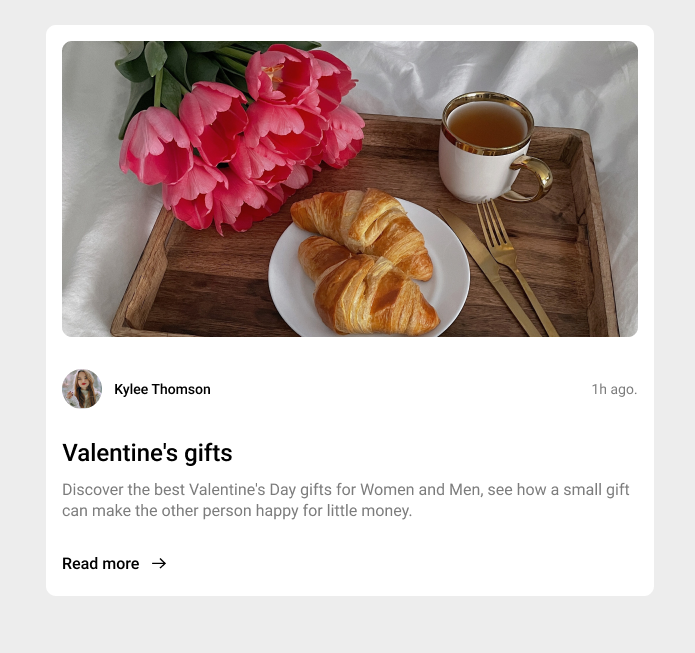 Kylee Thomson
1h ago.
Valentine's gifts
Discover the best Valentine's Day gifts for Women and Men, see how a small gift
can make the other person happy for little money.
Read more